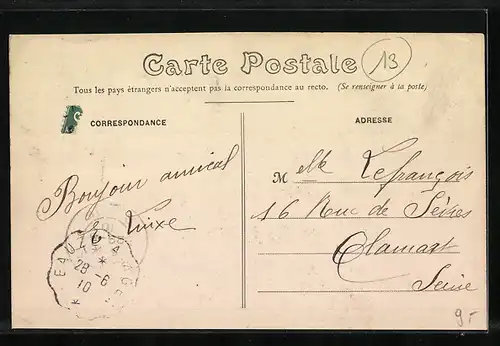 Carte Postale
13
Tous les pays étrangers n'acceptent pas la correspondance au recto. (Se renseigner à la poste)
CORRESPONDANCE
ADRESSE
Bonjour amical
Melle Lefrançois
16 Rue de Sèvres
Clamart
Seine
28 - 6
10
9-